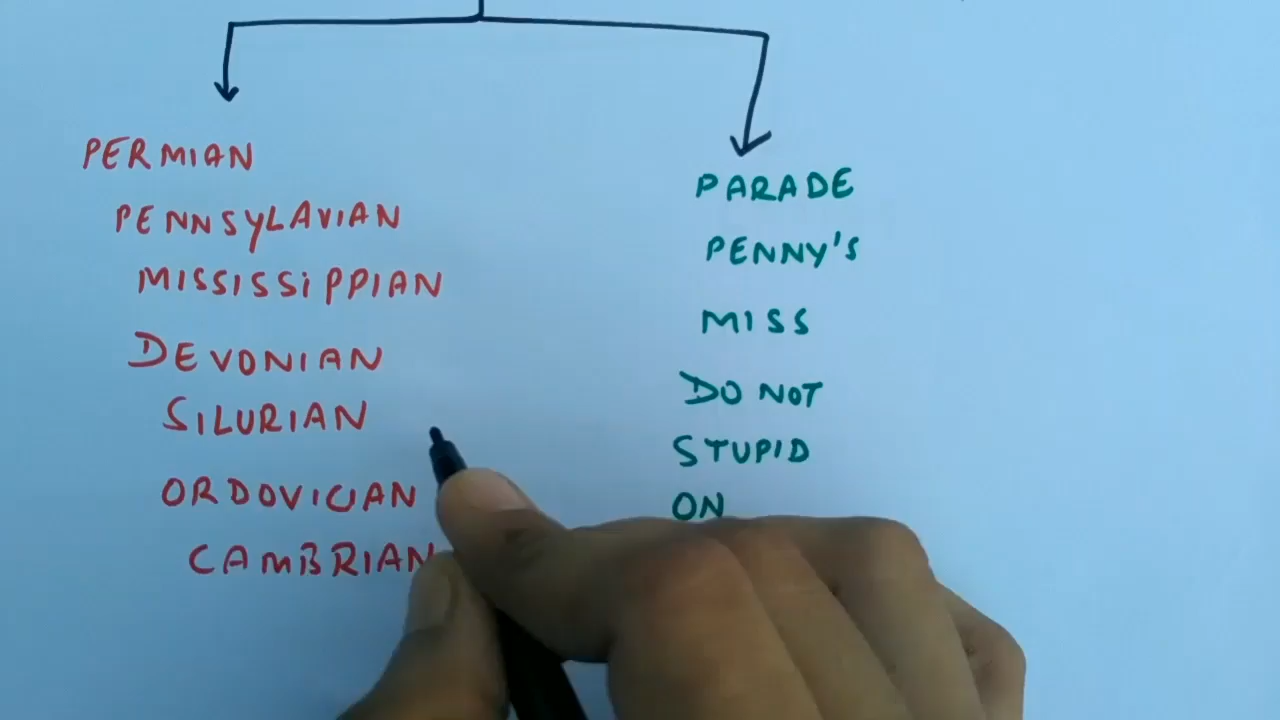 PERMIAN
PENNSYLAVIAN
MISSISSiPPIAN
DEVONIAN
SILURIAN
ORDOVICIAN
CAMBRIAN
PARADE
PENNY'S
MISS
DO NOT
STUPID
ON